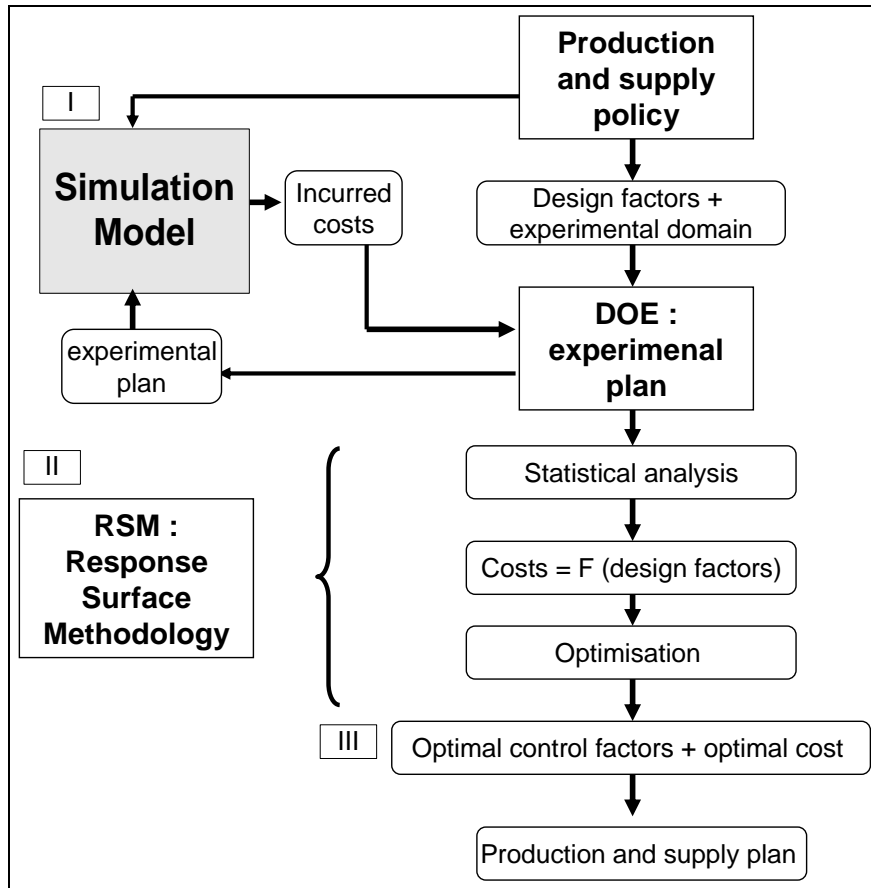 Production
and supply
policy
I
Simulation
Model
Incurred
costs
Design factors +
experimental domain
DOE :
experimenal
plan
experimental
plan
Statistical analysis
II
RSM :
Response
Surface
Methodology
Costs = F (design factors)
Optimisation
III
Optimal control factors + optimal cost
Production and supply plan